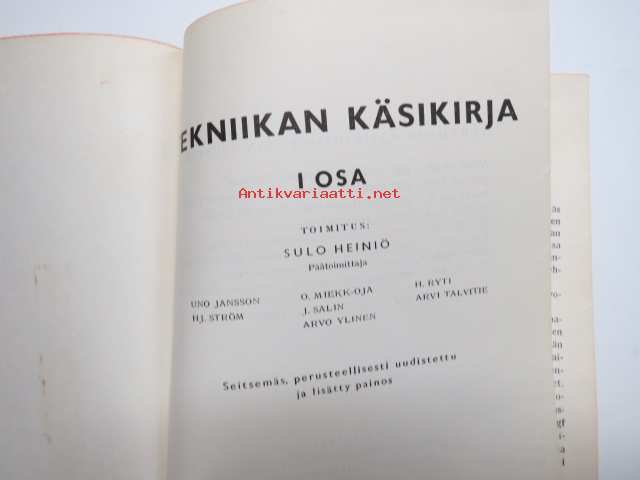 EKNIIKAN KÄSIKIRJA
I OSA
Antikvariaatti.net
TOIMITUS:
SULO HEINIÖ
Päätoimittaja
UNO JANSSON
HJ. STRÖM
O. MIEKK-OJA
J. SALIN
ARVO YLINEN
H. RYTI
ARVI TALVITIE
Seitsemäs, perusteellisesti uudistettu
ja lisätty painos